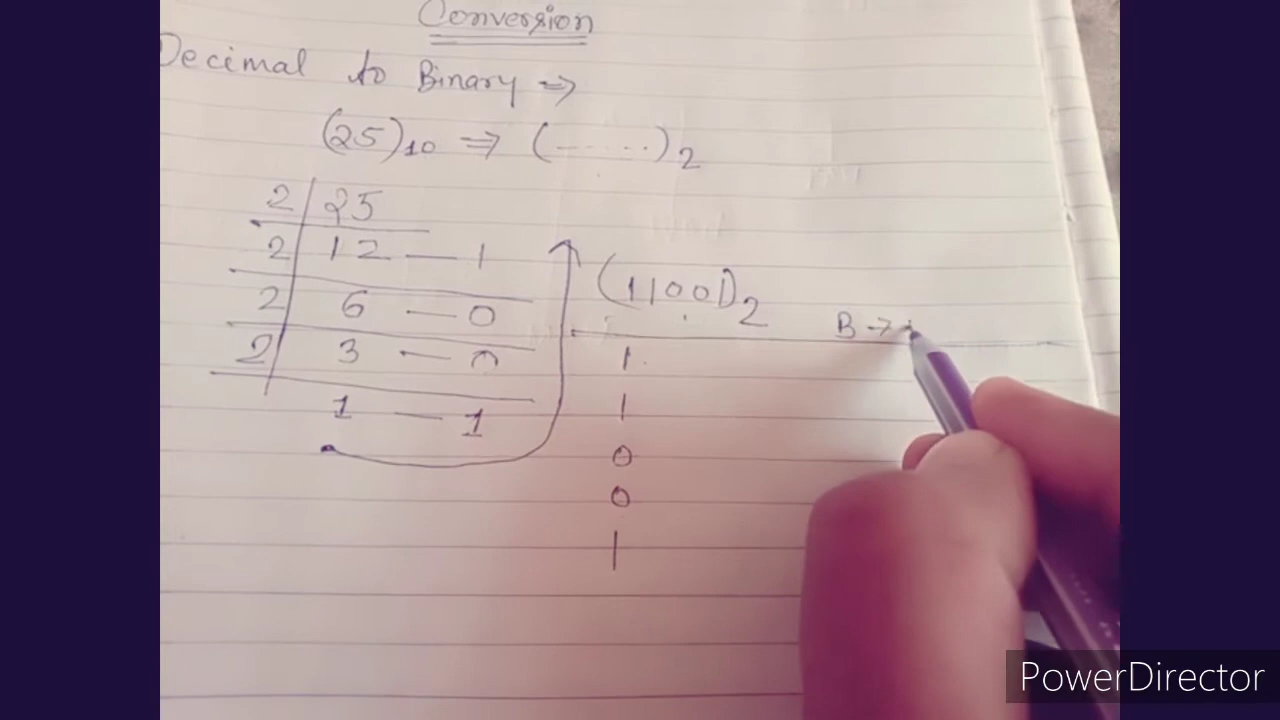 Conversion
Decimal to Binary ⇒
(25)10 ⇒ (......)2
2 | 25
2 | 12 — 1
2 | 6 — 0
2 | 3 — 0
1 — 1
(11001)2
1
1
0
0
1
B →
PowerDirector